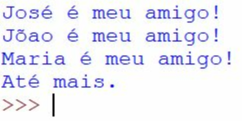 José é meu amigo!
Jõao é meu amigo!
Maria é meu amigo!
Até mais.
>>>